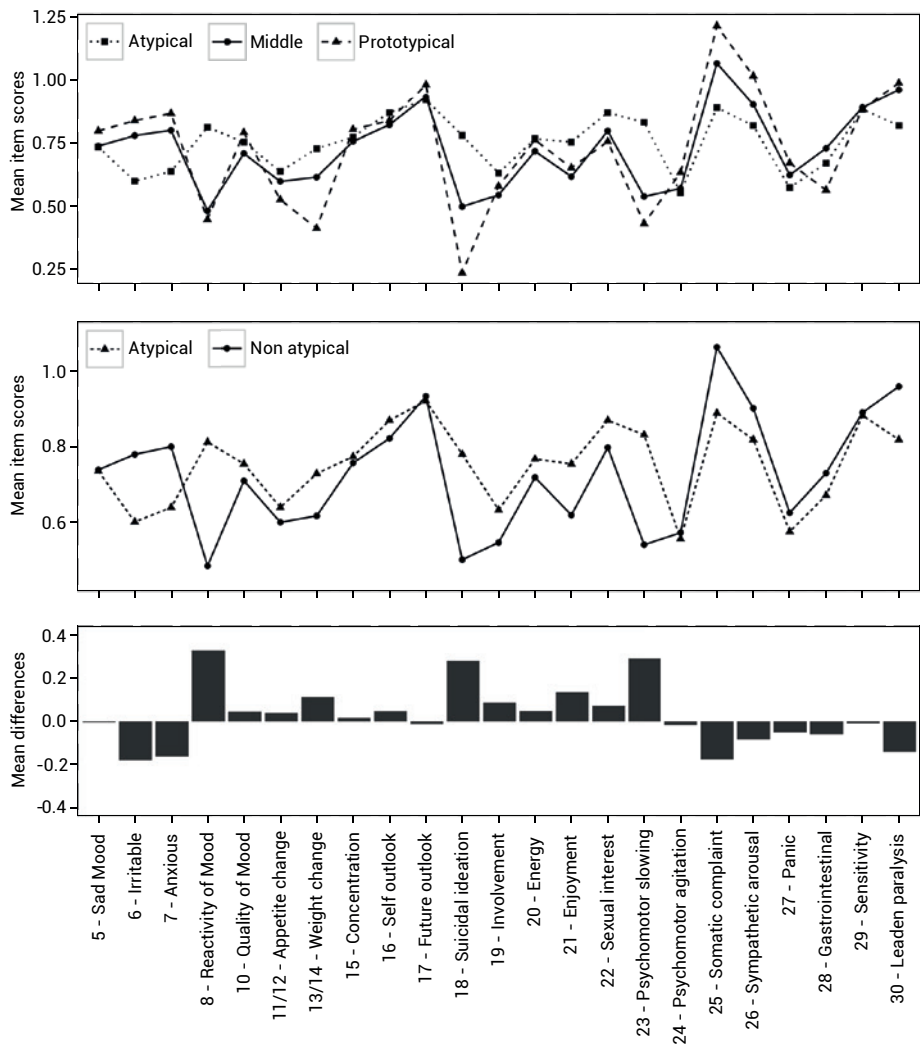 1.25
1.00
0.75
0.50
0.25
Mean item scores
Atypical Middle Prototypical
1.0
0.8
0.6
Mean item scores
Atypical Non atypical
0.4
0.2
0.0
-0.2
-0.4
Mean differences
5 - Sad Mood
6 - Irritable
7 - Anxious
8 - Reactivity of Mood
10 - Quality of Mood
11/12 - Appetite change
13/14 - Weight change
15 - Concentration
16 - Self outlook
17 - Future outlook
18 - Suicidal ideation
19 - Involvement
20 - Energy
21 - Enjoyment
22 - Sexual interest
23 - Psychomotor slowing
24 - Psychomotor agitation
25 - Somatic complaint
26 - Sympathetic arousal
27 - Panic
28 - Gastrointestinal
29 - Sensitivity
30 - Leaden paralysis